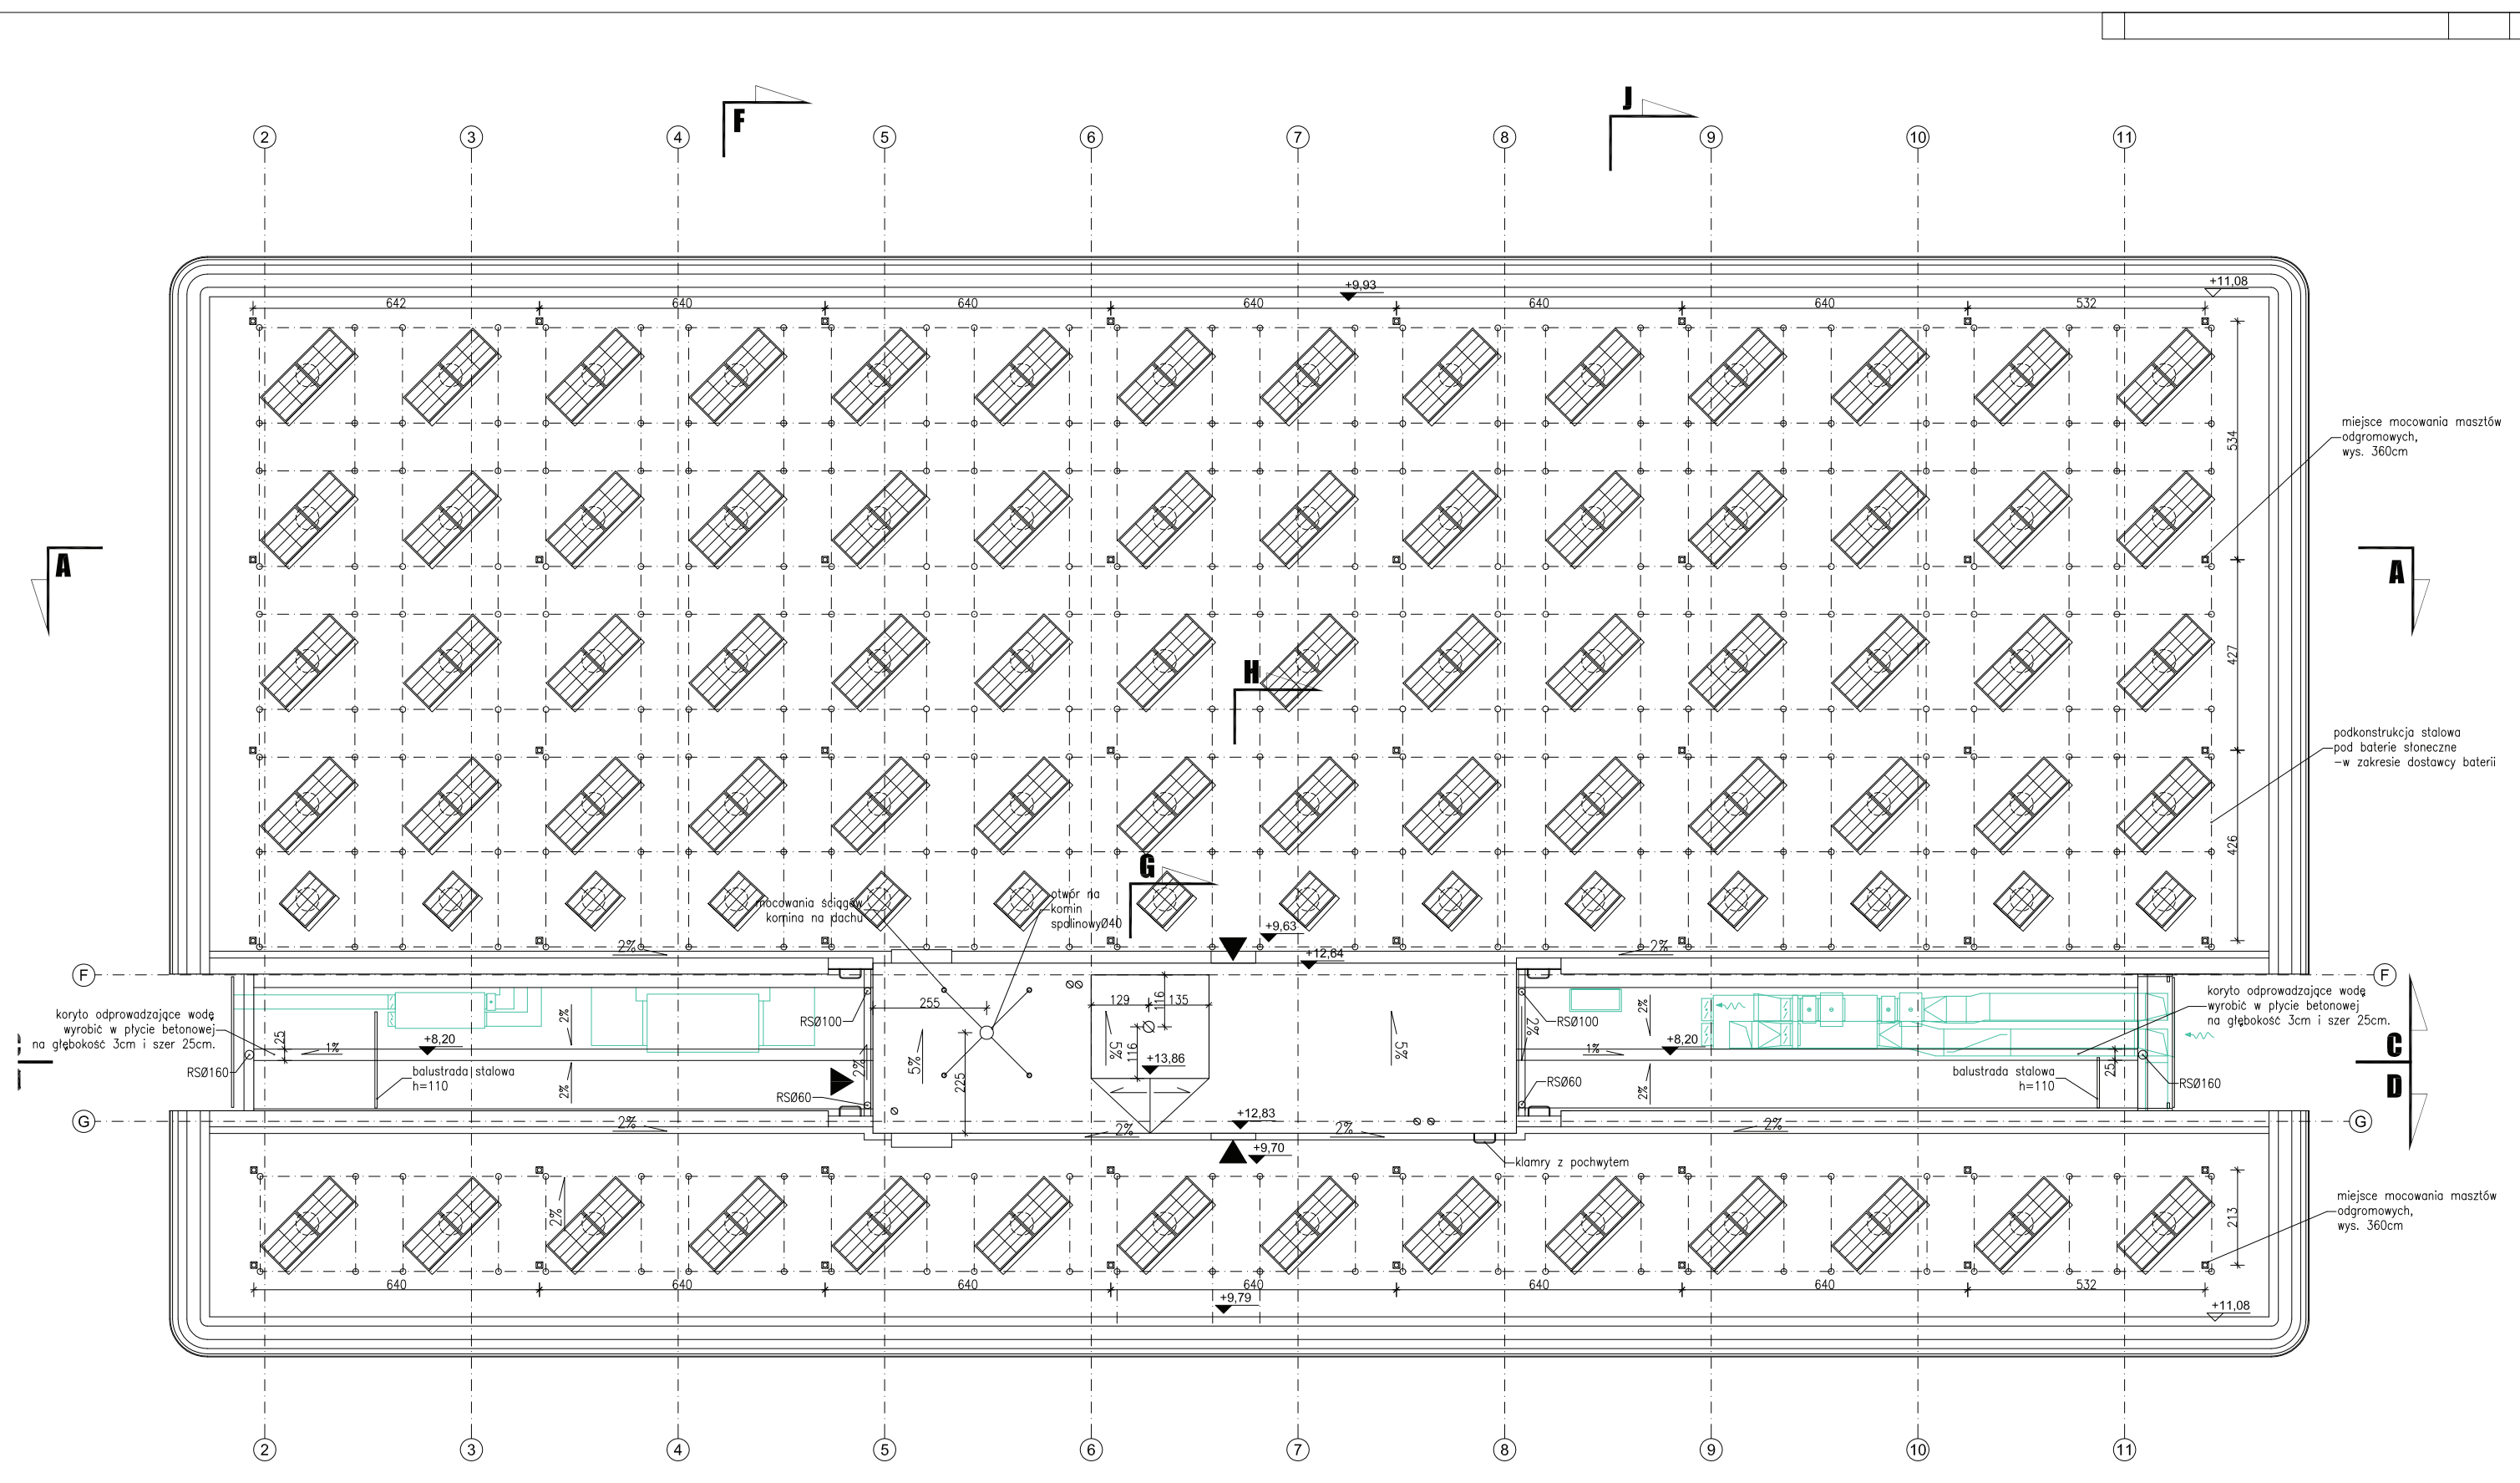 F
J
2
3
4
5
6
7
8
9
10
11
+9,93
+11,08
642
640
640
640
640
640
532
miejsce mocowania masztów
odgromowych,
wys. 360cm
534
A
A
427
H
podkonstrukcja stalowa
pod baterie słoneczne
-w zakresie dostawcy baterii
426
G
mocowania ściągów
komina na dachu
otwór na
komin
spalinowyØ40
+9,63
2%
2%
+12,64
F
F
koryto odprowadzające wodę
wyrobić w płycie betonowej
na głębokość 3cm i szer 25cm.
25
1%
2%
+8,20
2%
RSØ160
balustrada stalowa
h=110
RSØ100
2%
RSØ60
255
5%
225
129
116
135
5%
116
+13,86
5%
2%
RSØ100
RSØ60
1%
2%
+8,20
2%
koryto odprowadzające wodę
wyrobić w płycie betonowej
na głębokość 3cm i szer 25cm.
balustrada stalowa
h=110
25
RSØ160
C
D
G
G
2%
2%
+12,83
2%
2%
+9,70
klamry z pochwytem
2%
213
miejsce mocowania masztów
odgromowych,
wys. 360cm
640
640
640
640
640
640
532
+9,79
+11,08
2
3
4
5
6
7
8
9
10
11